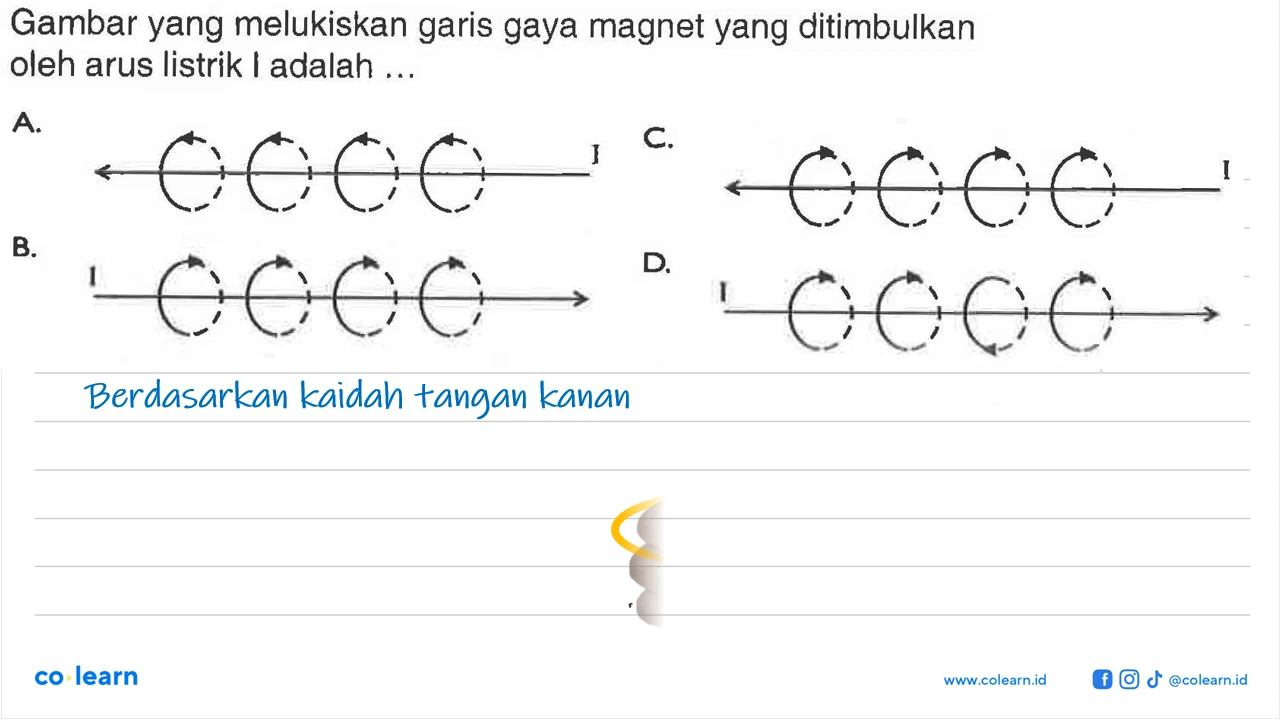 Gambar yang melukiskan garis gaya magnet yang ditimbulkan
oleh arus listrik I adalah ...
A.
I
B.
I
C.
I
D.
I
Berdasarkan kaidah tangan kanan
co learn
www.colearn.id
@colearn.id